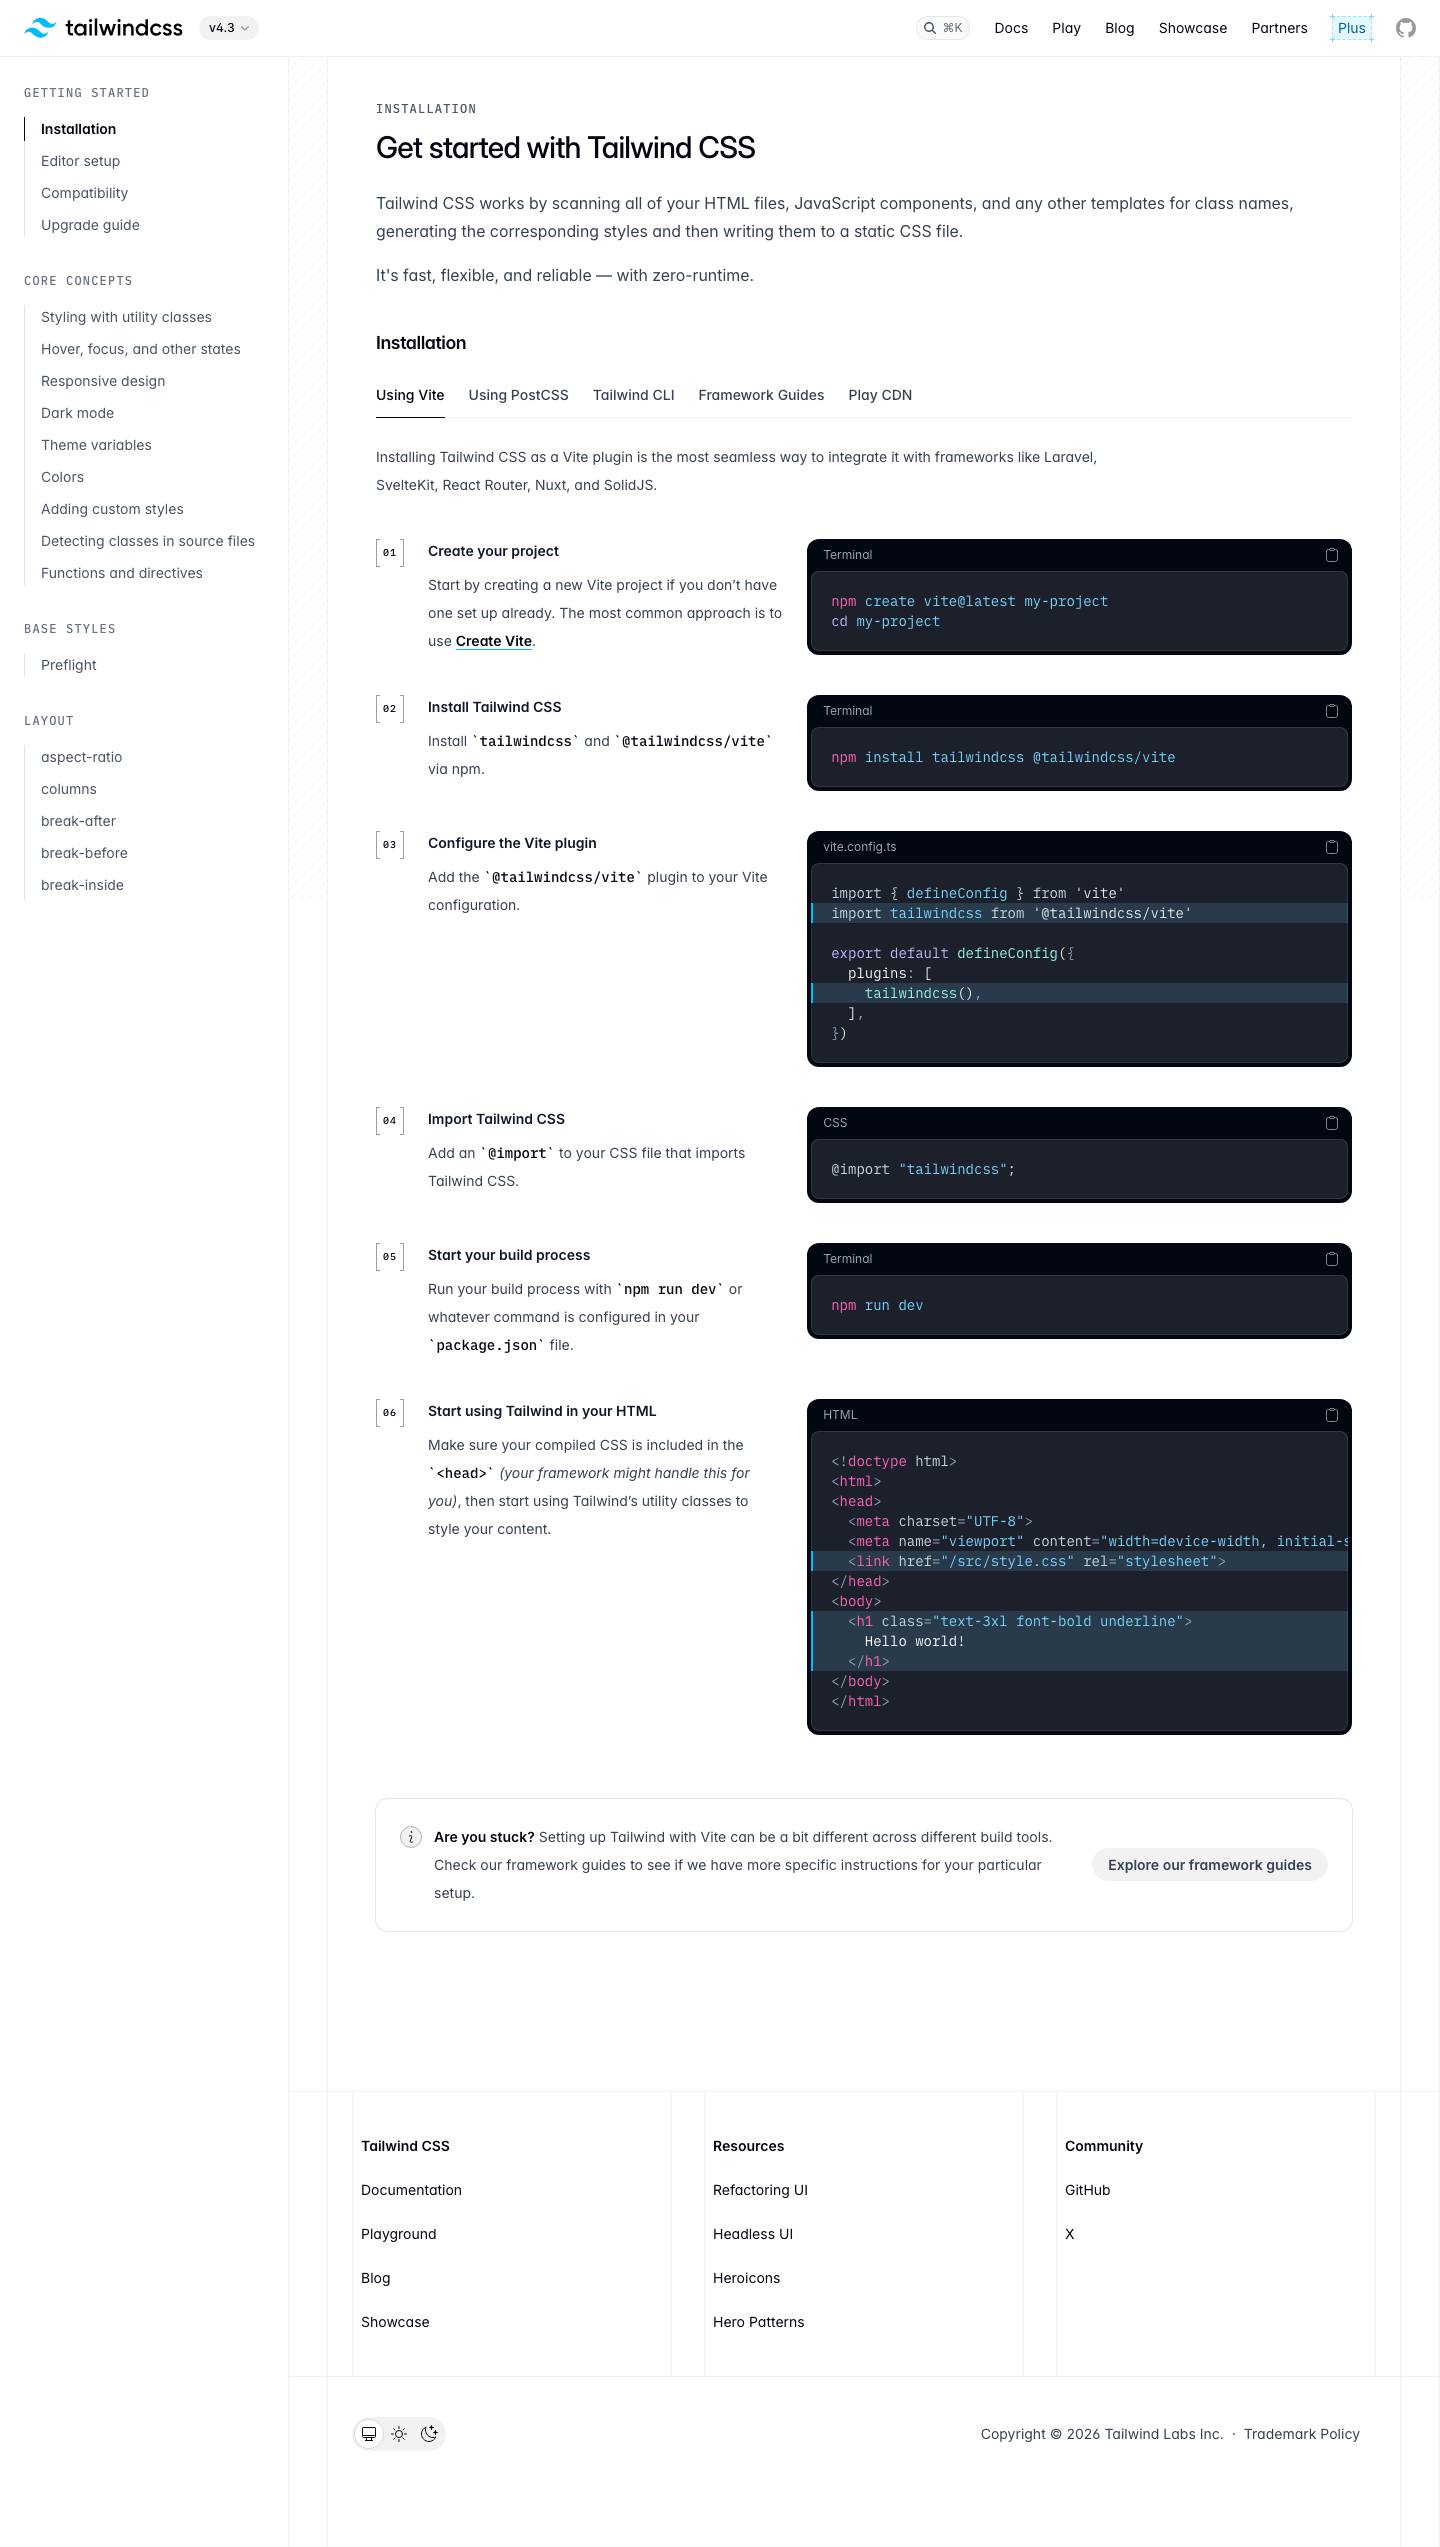 tailwindcss
v4.3
⌘K
Docs
Play
Blog
Showcase
Partners
Plus
GETTING STARTED
Installation
Editor setup
Compatibility
Upgrade guide
CORE CONCEPTS
Styling with utility classes
Hover, focus, and other states
Responsive design
Dark mode
Theme variables
Colors
Adding custom styles
Detecting classes in source files
Functions and directives
BASE STYLES
Preflight
LAYOUT
aspect-ratio
columns
break-after
break-before
break-inside
INSTALLATION
Get started with Tailwind CSS
Tailwind CSS works by scanning all of your HTML files, JavaScript components, and any other templates for class names,
generating the corresponding styles and then writing them to a static CSS file.
It's fast, flexible, and reliable — with zero-runtime.
Installation
Using Vite
Using PostCSS
Tailwind CLI
Framework Guides
Play CDN
Installing Tailwind CSS as a Vite plugin is the most seamless way to integrate it with frameworks like Laravel,
SvelteKit, React Router, Nuxt, and SolidJS.
01
Create your project
Start by creating a new Vite project if you don’t have
one set up already. The most common approach is to
use Create Vite.
Terminal
npm create vite@latest my-project
cd my-project
02
Install Tailwind CSS
Install `tailwindcss` and `@tailwindcss/vite`
via npm.
Terminal
npm install tailwindcss @tailwindcss/vite
03
Configure the Vite plugin
Add the `@tailwindcss/vite` plugin to your Vite
configuration.
vite.config.ts
import { defineConfig } from 'vite'
import tailwindcss from '@tailwindcss/vite'
export default defineConfig({
plugins: [
tailwindcss(),
],
})
04
Import Tailwind CSS
Add an `@import` to your CSS file that imports
Tailwind CSS.
CSS
@import "tailwindcss";
05
Start your build process
Run your build process with `npm run dev` or
whatever command is configured in your
`package.json` file.
Terminal
npm run dev
06
Start using Tailwind in your HTML
Make sure your compiled CSS is included in the
`<head>` (your framework might handle this for
you), then start using Tailwind’s utility classes to
style your content.
HTML
<!doctype html>
<html>
<head>
<meta charset="UTF-8">
<meta name="viewport" content="width=device-width, initial-s
<link href="/src/style.css" rel="stylesheet">
</head>
<body>
<h1 class="text-3xl font-bold underline">
Hello world!
</h1>
</body>
</html>
Are you stuck? Setting up Tailwind with Vite can be a bit different across different build tools.
Check our framework guides to see if we have more specific instructions for your particular
setup.
Explore our framework guides
Tailwind CSS
Documentation
Playground
Blog
Showcase
Resources
Refactoring UI
Headless UI
Heroicons
Hero Patterns
Community
GitHub
X
Copyright © 2026 Tailwind Labs Inc. · Trademark Policy